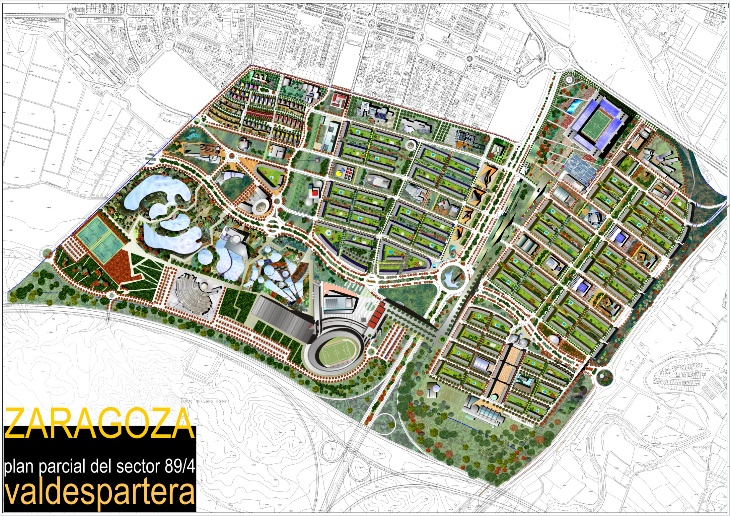 ZARAGOZA
plan parcial del sector 89/4
valdespartera